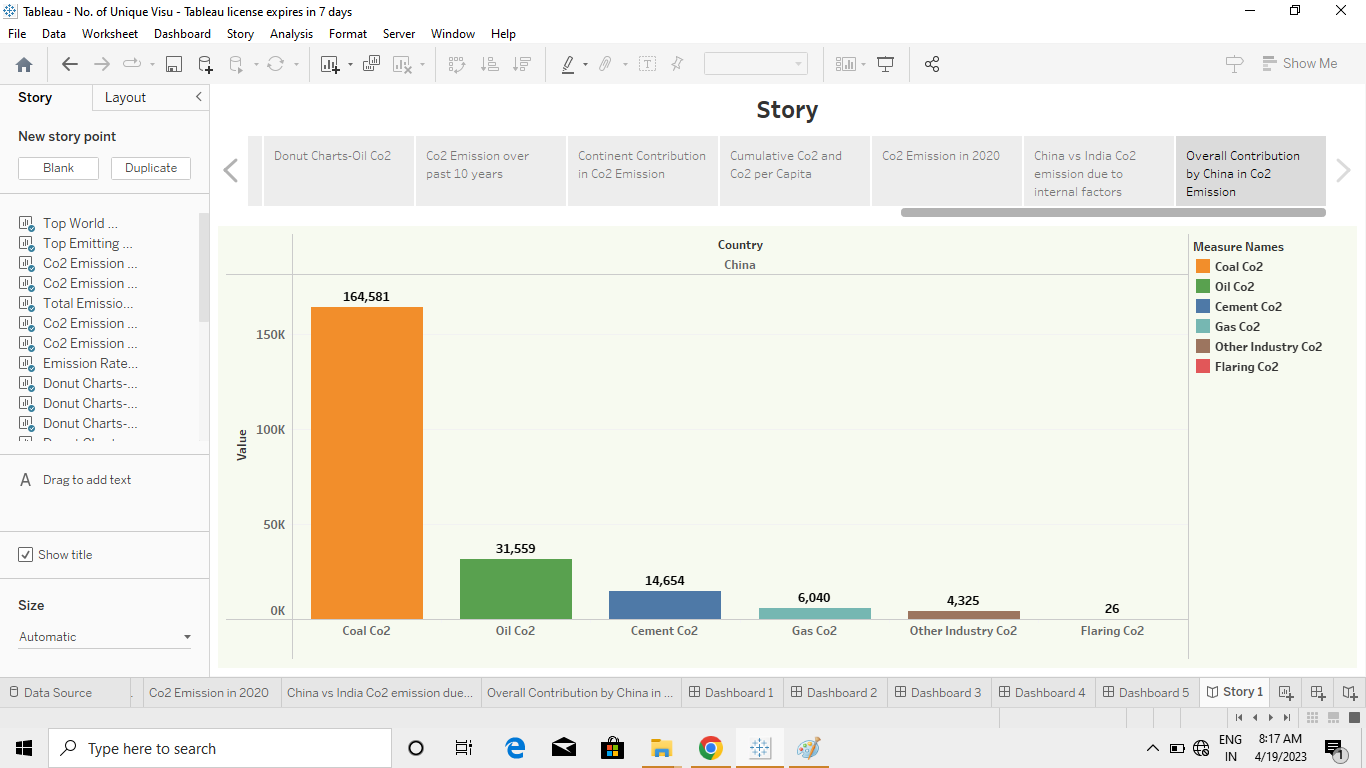 Tableau - No. of Unique Visu - Tableau license expires in 7 days
File Data Worksheet Dashboard Story Analysis Format Server Window Help
Show Me
Story Layout
New story point
Blank Duplicate
Top World ...
Top Emitting ...
Co2 Emission ...
Co2 Emission ...
Total Emissio...
Co2 Emission ...
Co2 Emission ...
Emission Rate...
Donut Charts-...
Donut Charts-...
Donut Charts-...
A Drag to add text
Show title
Size
Automatic
Story
Donut Charts-Oil Co2
Co2 Emission over
past 10 years
Continent Contribution
in Co2 Emission
Cumulative Co2 and
Co2 per Capita
Co2 Emission in 2020
China vs India Co2
emission due to
internal factors
Overall Contribution
by China in Co2
Emission
Country
China
Value
150K
100K
50K
0K
164,581
31,559
14,654
6,040
4,325
26
Coal Co2 Oil Co2 Cement Co2 Gas Co2 Other Industry Co2 Flaring Co2
Measure Names
Coal Co2
Oil Co2
Cement Co2
Gas Co2
Other Industry Co2
Flaring Co2
Data Source Co2 Emission in 2020 China vs India Co2 emission due... Overall Contribution by China in ... Dashboard 1 Dashboard 2 Dashboard 3 Dashboard 4 Dashboard 5 Story 1
Type here to search
ENG
IN
8:17 AM
4/19/2023
1